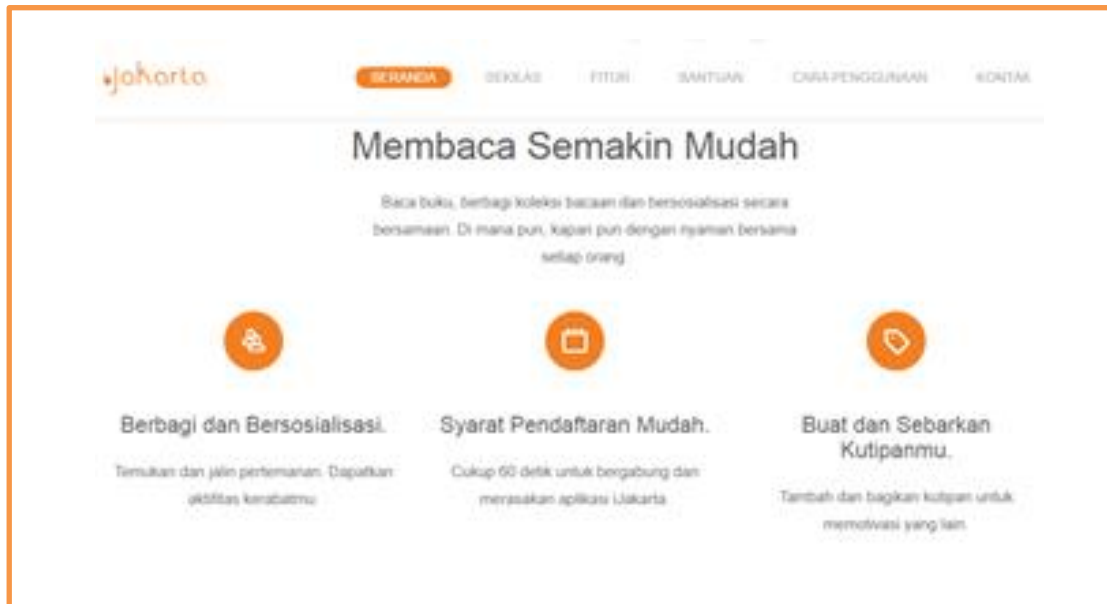 iJakarta
BERANDA SEKILAS FITUR BANTUAN CARA PENGGUNAAN KONTAK
Membaca Semakin Mudah
Baca buku, berbagi koleksi bacaan dan bersosialisasi secara
bersamaan. Di mana pun, kapan pun dengan nyaman bersama
setiap orang
Berbagi dan Bersosialisasi.
Temukan dan jalin pertemanan. Dapatkan
aktifitas kerabatmu
Syarat Pendaftaran Mudah.
Cukup 60 detik untuk bergabung dan
merasakan aplikasi iJakarta
Buat dan Sebarkan
Kutipanmu.
Tambah dan bagikan kutipan untuk
memotivasi yang lain